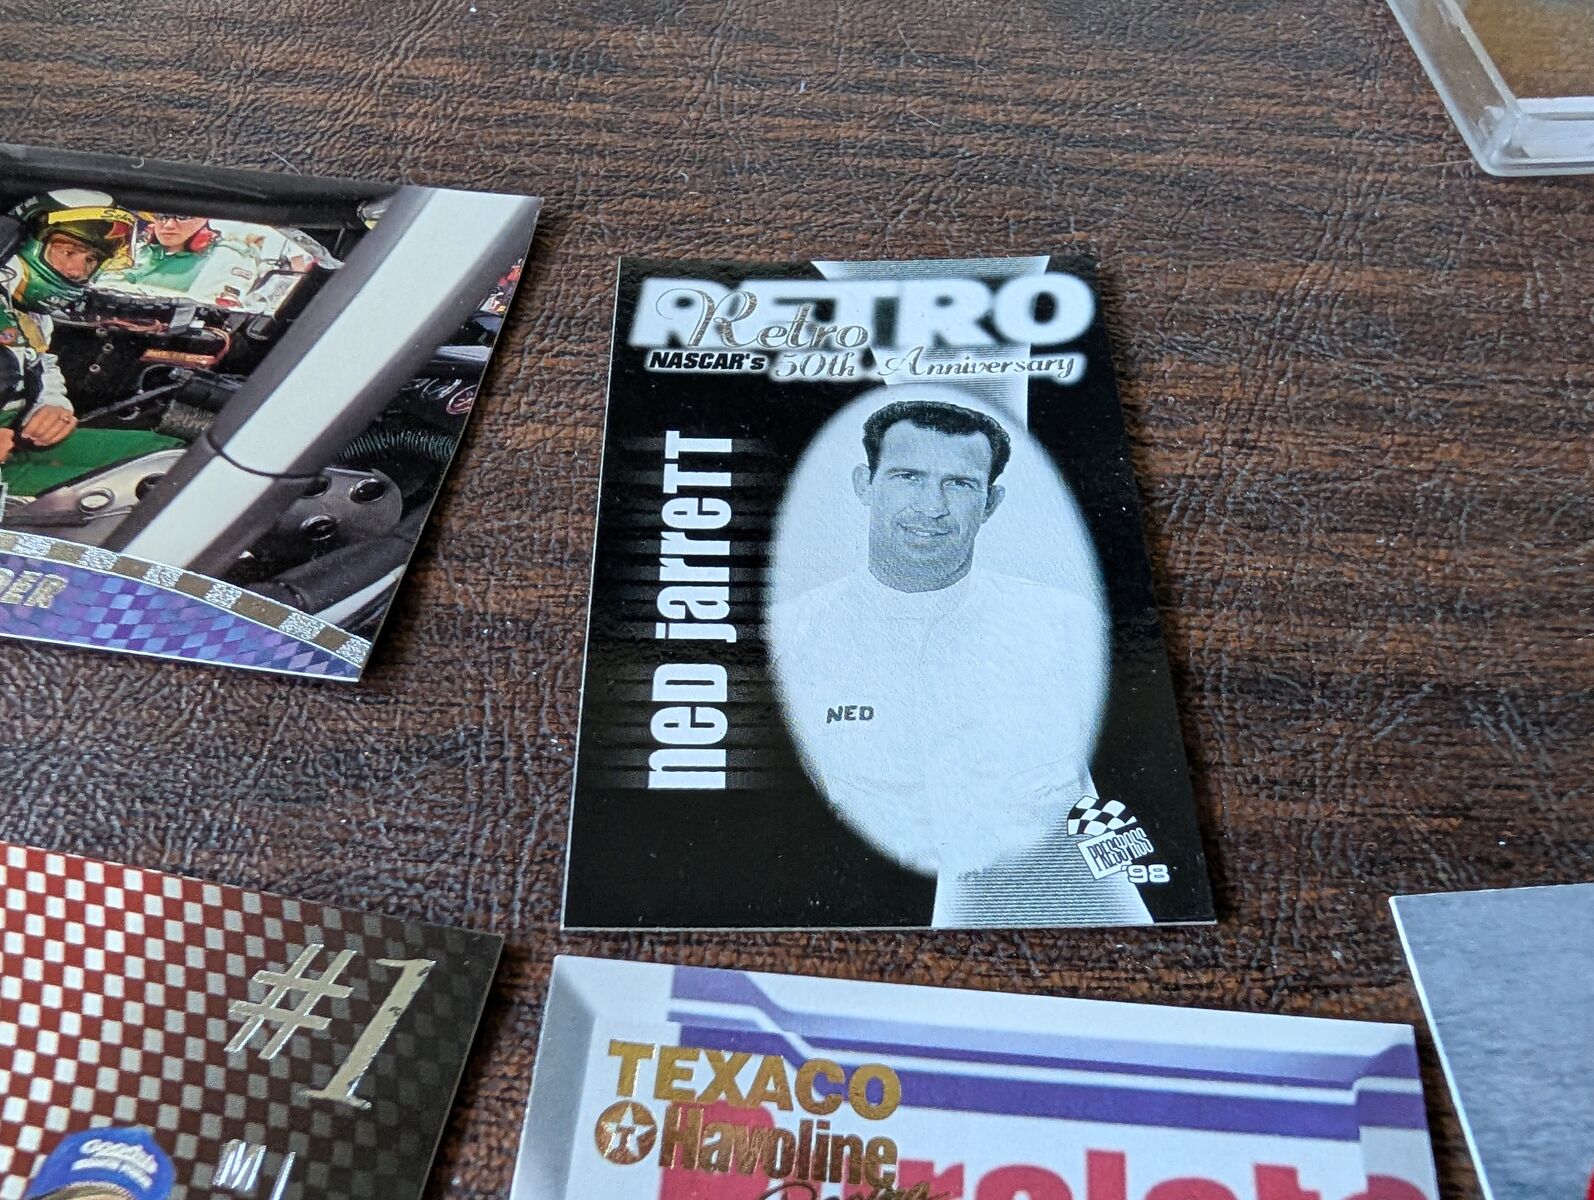 RETRO
Retro
NASCAR's 50th Anniversary
neD jarreTT
NED
PRESS PASS
'98
#1
TEXACO
Havoline